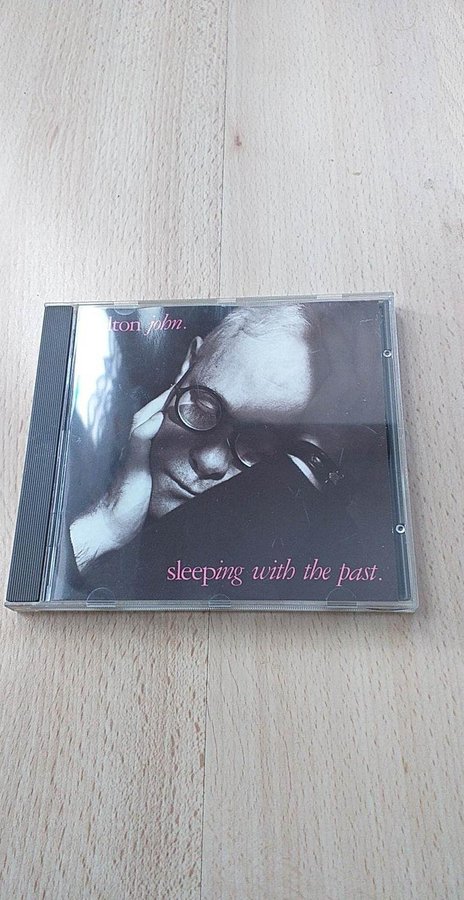 lton john.
sleeping with the past.